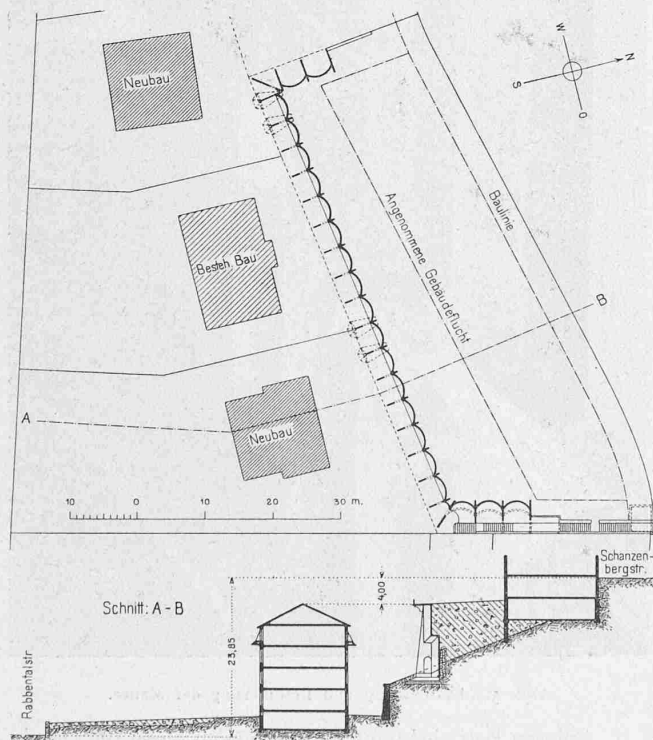 Neubau
W
N
S
O
Baulinie
Angenommene Gebäudeflucht
Besteh. Bau
B
A
Neubau
10 0 10 20 30 m.
Schanzen-
bergstr.
Schnitt: A - B
4,00
23,85
Rabbentalstr